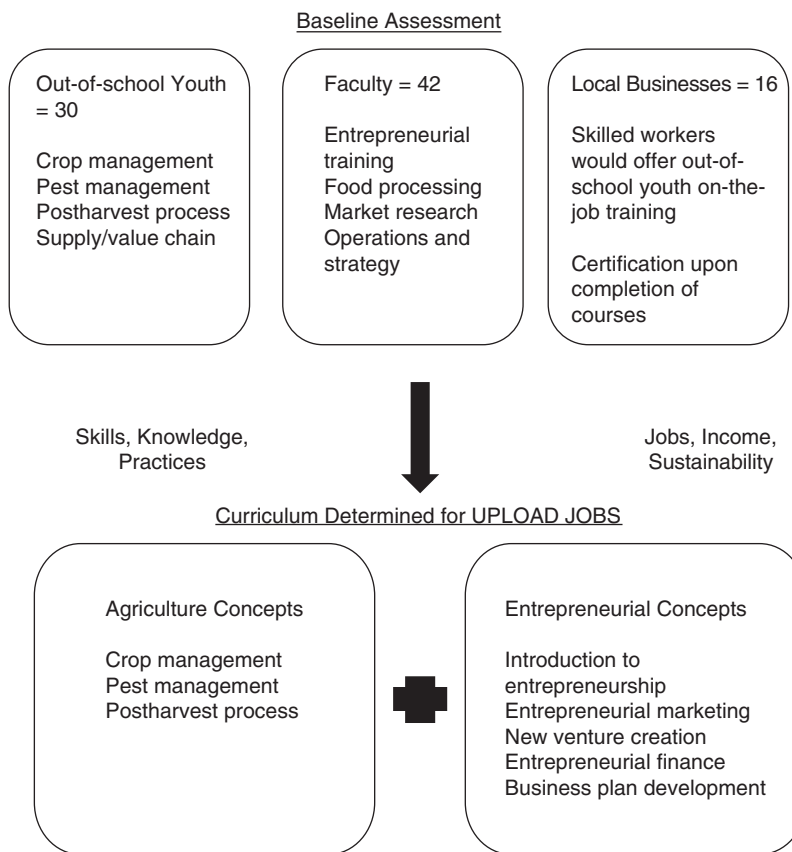 Baseline Assessment
Out-of-school Youth
= 30
Crop management
Pest management
Postharvest process
Supply/value chain
Faculty = 42
Entrepreneurial
training
Food processing
Market research
Operations and
strategy
Local Businesses = 16
Skilled workers
would offer out-of-
school youth on-the-
job training
Certification upon
completion of
courses
Skills, Knowledge,
Practices
Jobs, Income,
Sustainability
Curriculum Determined for UPLOAD JOBS
Agriculture Concepts
Crop management
Pest management
Postharvest process
Entrepreneurial Concepts
Introduction to
entrepreneurship
Entrepreneurial marketing
New venture creation
Entrepreneurial finance
Business plan development